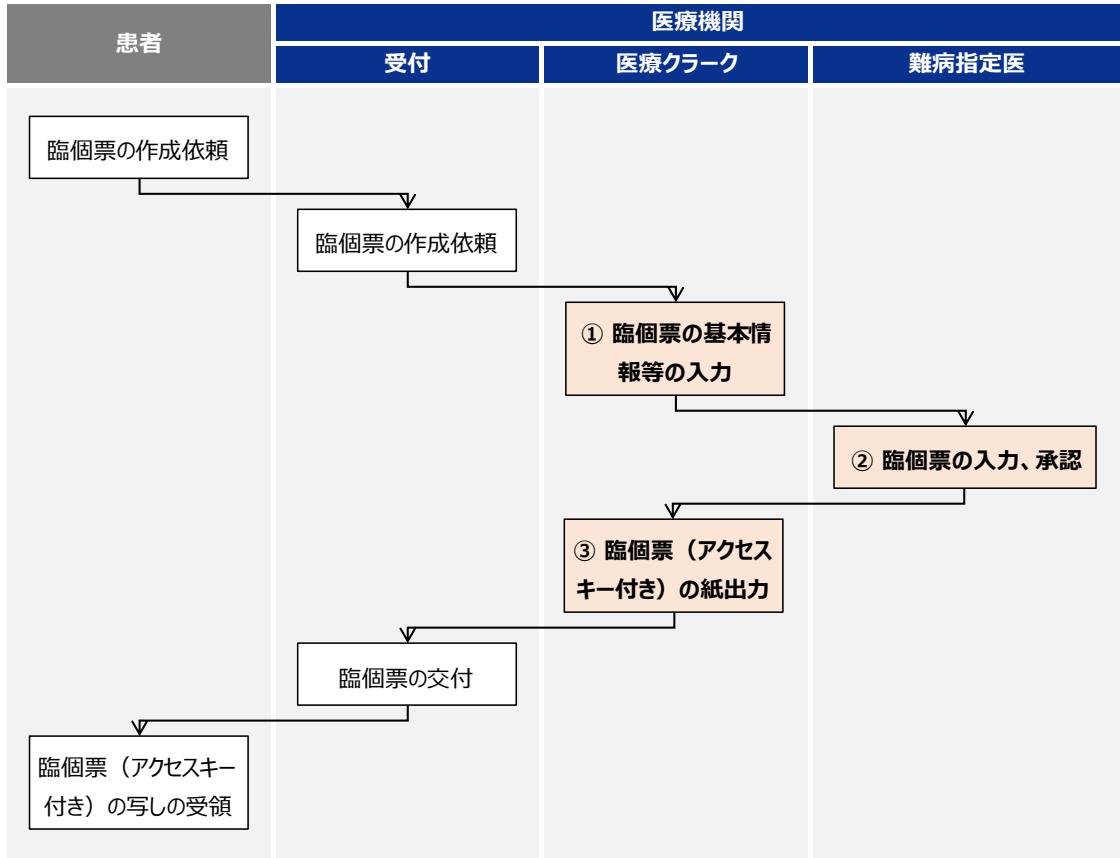 患者
医療機関
受付
医療クラーク
難病指定医
臨個票の作成依頼
臨個票の作成依頼
① 臨個票の基本情
報等の入力
② 臨個票の入力、承認
③ 臨個票（アクセス
キー付き）の紙出力
臨個票の交付
臨個票（アクセスキー
付き）の写しの受領